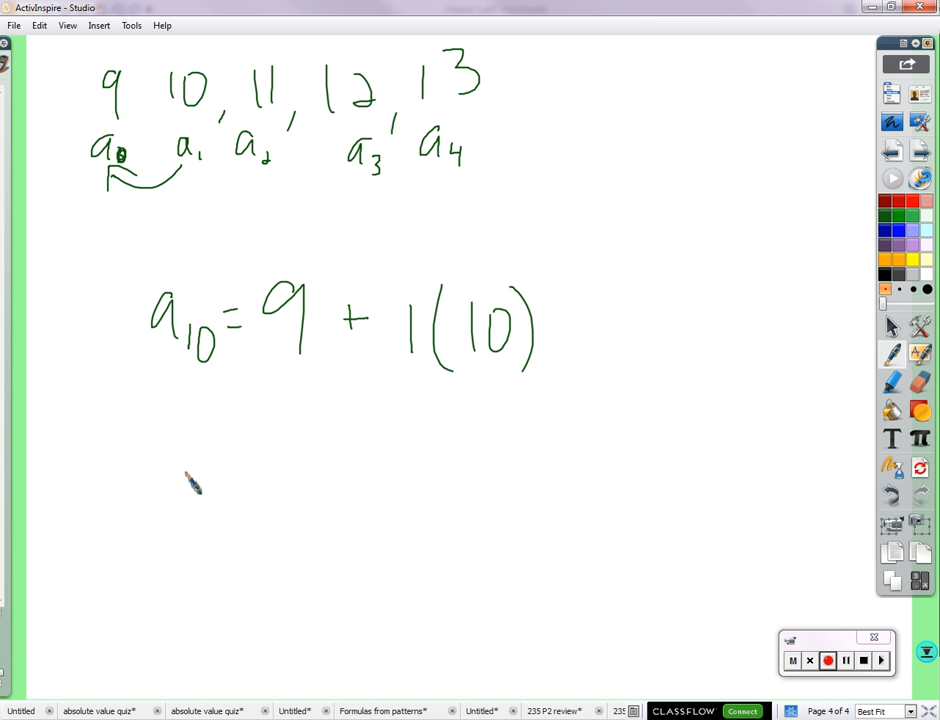 ActivInspire - Studio
File Edit View Insert Tools Help
9 10, 11, 12, 13
a₀ a₁ a₂ a₃ a₄
a₁₀ = 9 + 1(10)
Untitled absolute value quiz* absolute value quiz* Untitled* Formulas from patterns* Untitled* 235 P2 review* 235 CLASSFLOW Connect Page 4 of 4 Best Fit